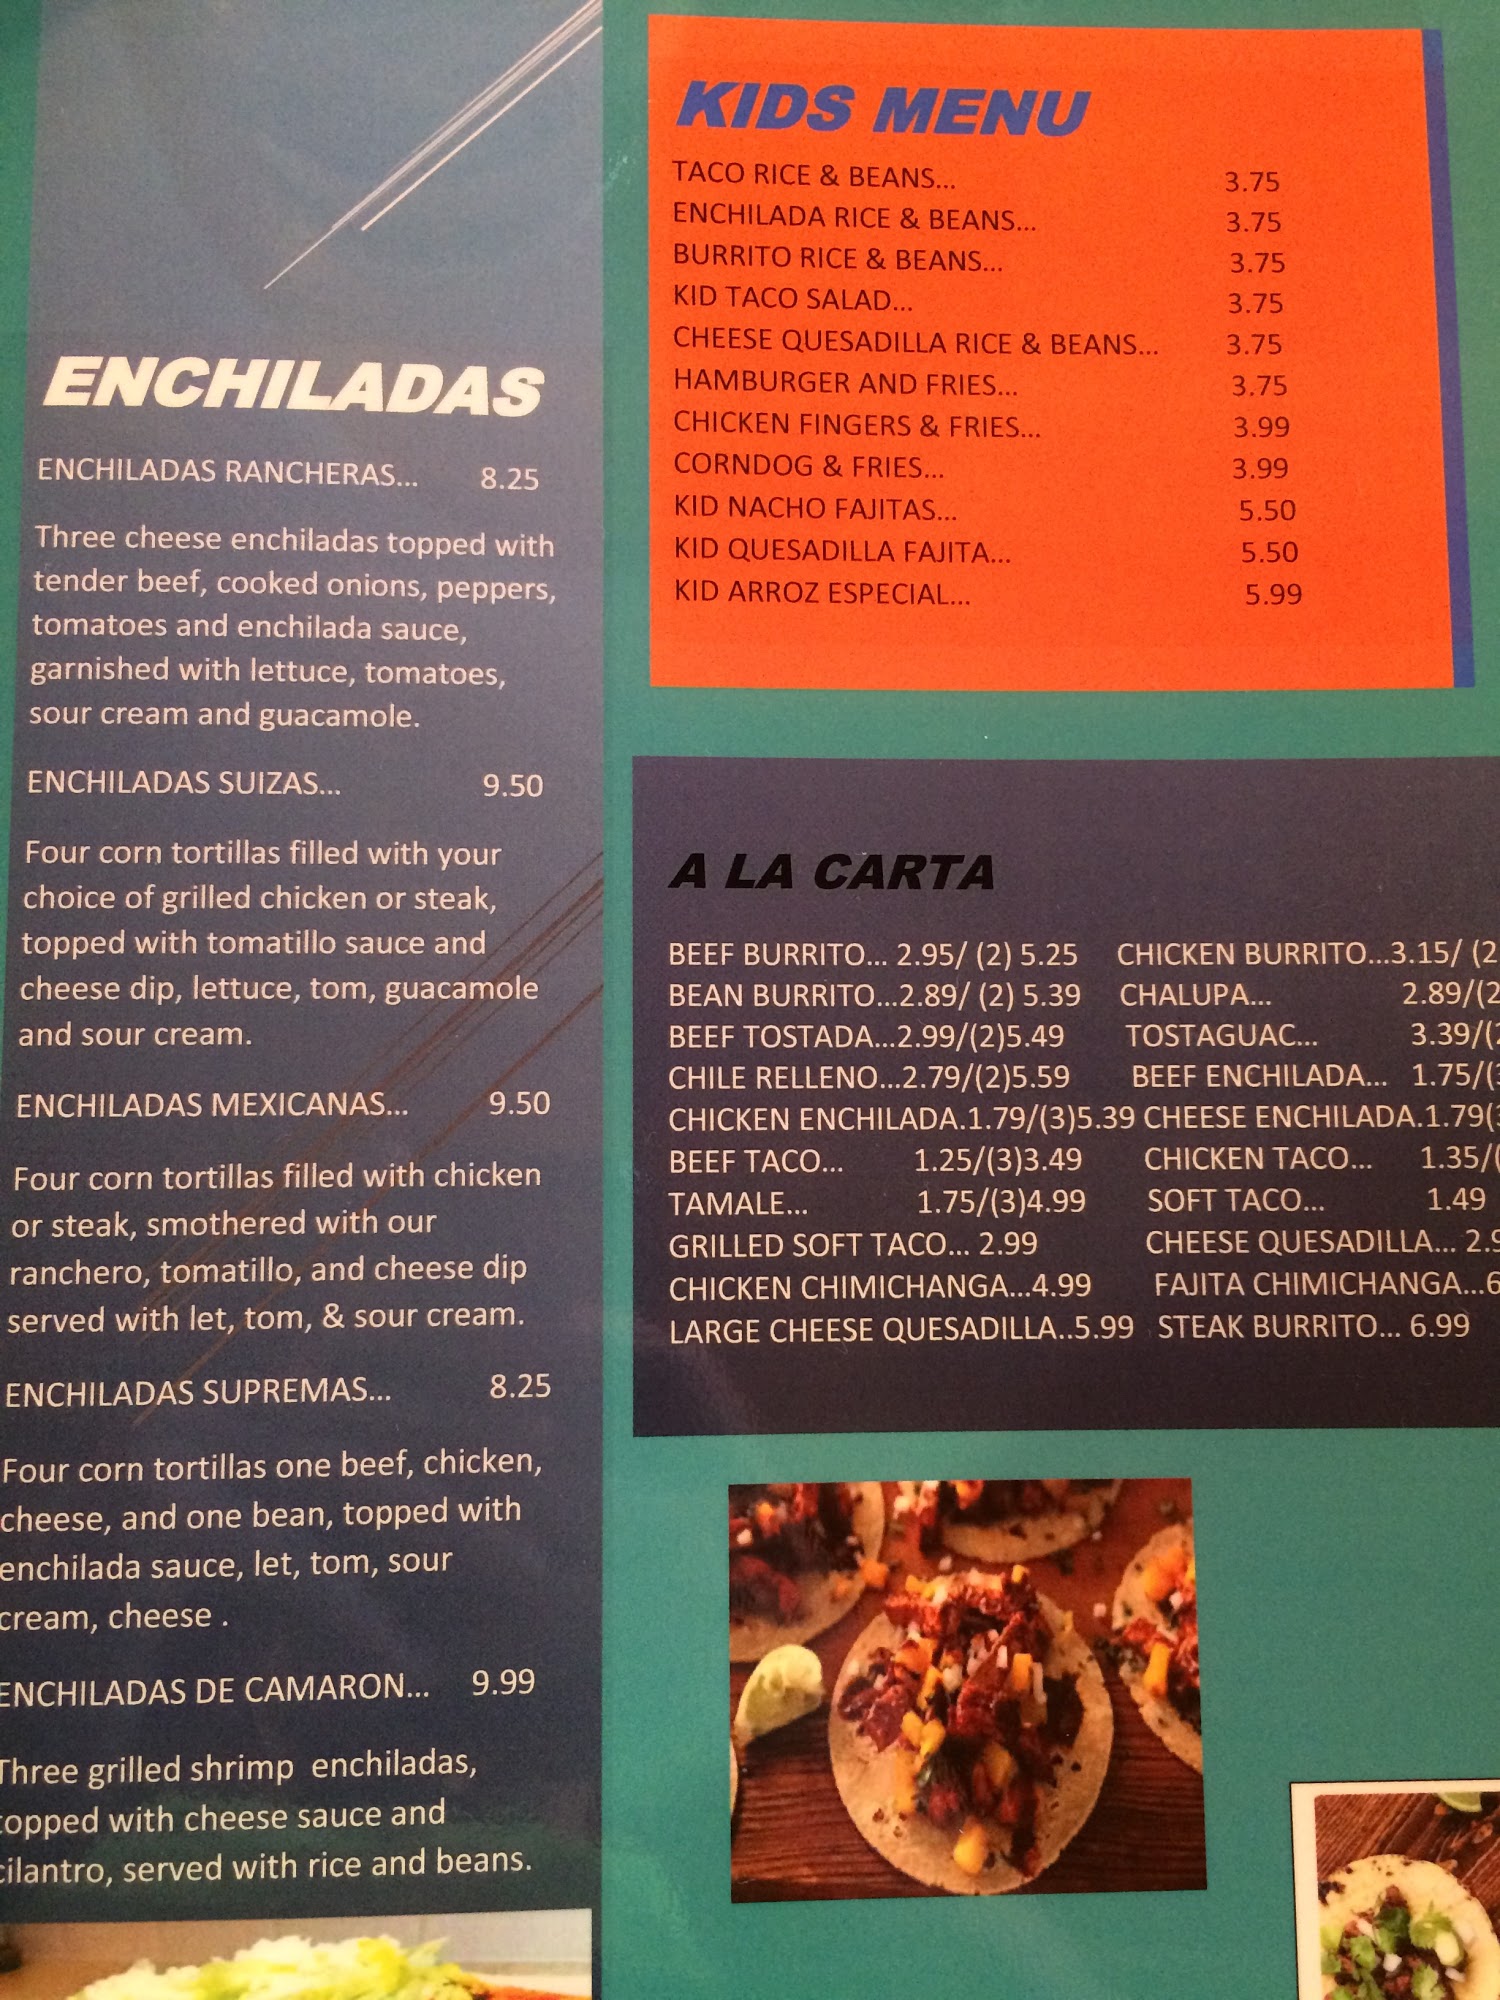 ENCHILADAS
ENCHILADAS RANCHERAS... 8.25
Three cheese enchiladas topped with
tender beef, cooked onions, peppers,
tomatoes and enchilada sauce,
garnished with lettuce, tomatoes,
sour cream and guacamole.
ENCHILADAS SUIZAS... 9.50
Four corn tortillas filled with your
choice of grilled chicken or steak,
topped with tomatillo sauce and
cheese dip, lettuce, tom, guacamole
and sour cream.
ENCHILADAS MEXICANAS... 9.50
Four corn tortillas filled with chicken
or steak, smothered with our
ranchero, tomatillo, and cheese dip
served with let, tom, & sour cream.
ENCHILADAS SUPREMAS... 8.25
Four corn tortillas one beef, chicken,
cheese, and one bean, topped with
enchilada sauce, let, tom, sour
cream, cheese .
ENCHILADAS DE CAMARON... 9.99
Three grilled shrimp enchiladas,
topped with cheese sauce and
cilantro, served with rice and beans.
KIDS MENU
TACO RICE & BEANS... 3.75
ENCHILADA RICE & BEANS... 3.75
BURRITO RICE & BEANS... 3.75
KID TACO SALAD... 3.75
CHEESE QUESADILLA RICE & BEANS... 3.75
HAMBURGER AND FRIES... 3.75
CHICKEN FINGERS & FRIES... 3.99
CORNDOG & FRIES... 3.99
KID NACHO FAJITAS... 5.50
KID QUESADILLA FAJITA... 5.50
KID ARROZ ESPECIAL... 5.99
A LA CARTA
BEEF BURRITO... 2.95/ (2) 5.25 CHICKEN BURRITO...3.15/ (2
BEAN BURRITO...2.89/ (2) 5.39 CHALUPA... 2.89/(2
BEEF TOSTADA...2.99/(2)5.49 TOSTAGUAC... 3.39/(2
CHILE RELLENO...2.79/(2)5.59 BEEF ENCHILADA... 1.75/(3
CHICKEN ENCHILADA.1.79/(3)5.39 CHEESE ENCHILADA.1.79(3
BEEF TACO... 1.25/(3)3.49 CHICKEN TACO... 1.35/(
TAMALE... 1.75/(3)4.99 SOFT TACO... 1.49
GRILLED SOFT TACO... 2.99 CHEESE QUESADILLA... 2.9
CHICKEN CHIMICHANGA...4.99 FAJITA CHIMICHANGA...6
LARGE CHEESE QUESADILLA..5.99 STEAK BURRITO... 6.99